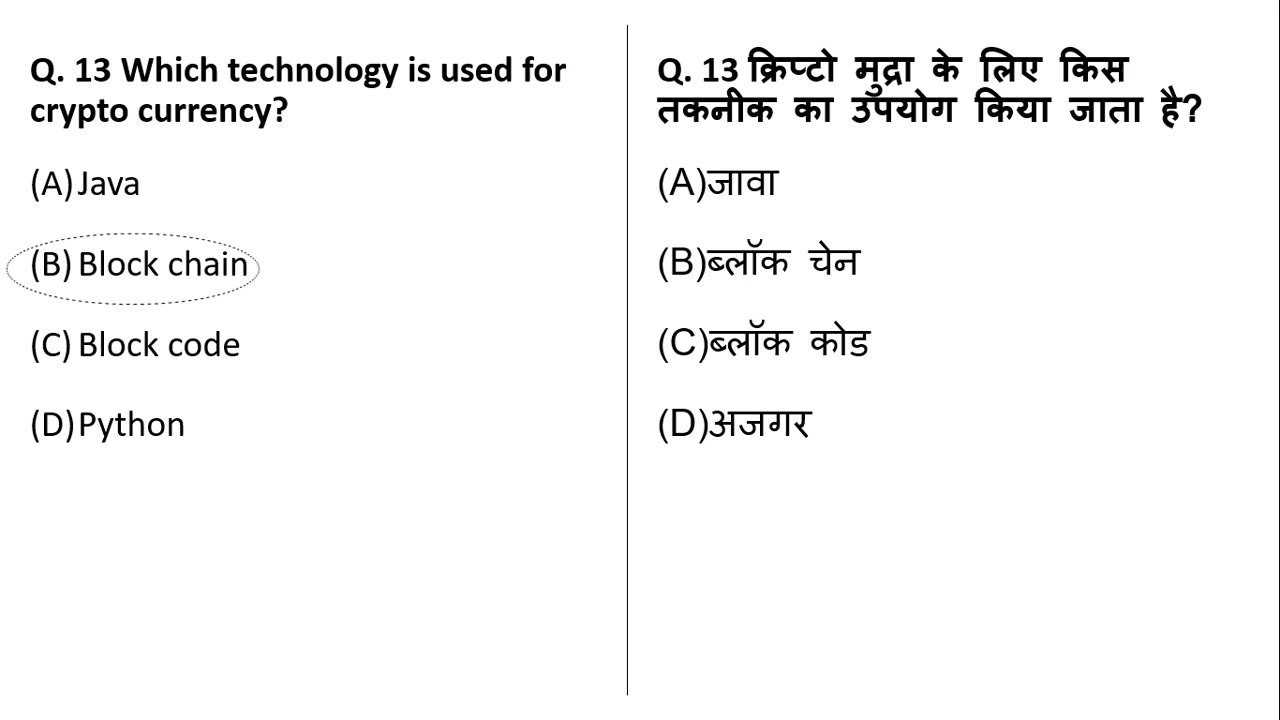 Q. 13 Which technology is used for
crypto currency?
(A) Java
(B) Block chain
(C) Block code
(D) Python
Q. 13 क्रिप्टो मुद्रा के लिए किस
तकनीक का उपयोग किया जाता है?
(A)जावा
(B)ब्लॉक चेन
(C)ब्लॉक कोड
(D)अजगर